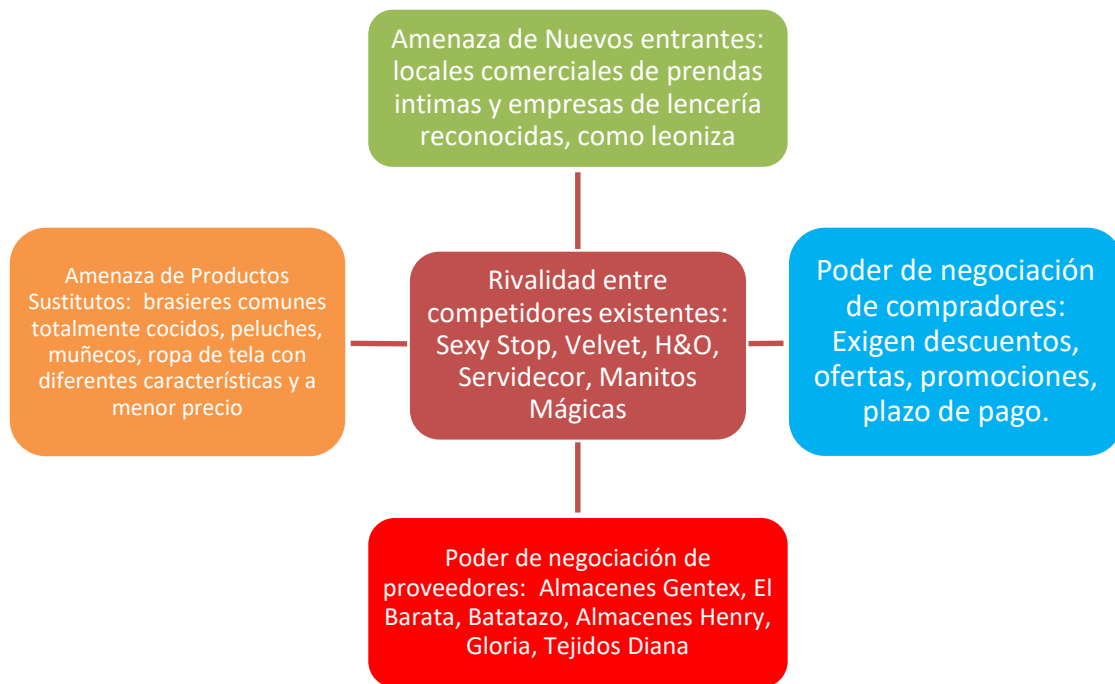 Amenaza de Nuevos entrantes:
locales comerciales de prendas
intimas y empresas de lencería
reconocidas, como leoniza
Amenaza de Productos
Sustitutos:  brasieres comunes
totalmente cocidos, peluches,
muñecos, ropa de tela con
diferentes características y a
menor precio
Rivalidad entre
competidores existentes:
Sexy Stop, Velvet, H&O,
Servidecor, Manitos
Mágicas
Poder de negociación
de compradores:
Exigen descuentos,
ofertas, promociones,
plazo de pago.
Poder de negociación de
proveedores:  Almacenes Gentex, El
Barata, Batatazo, Almacenes Henry,
Gloria, Tejidos Diana